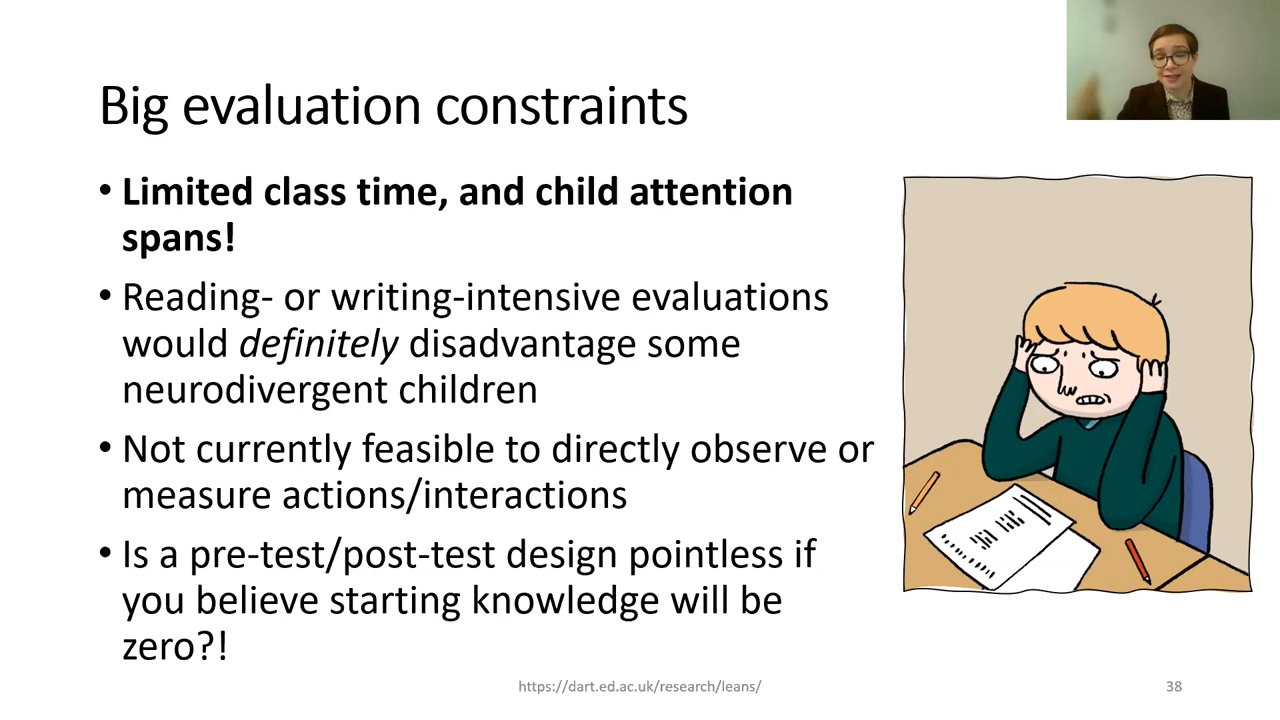 Big evaluation constraints
• Limited class time, and child attention
spans!
• Reading- or writing-intensive evaluations
would definitely disadvantage some
neurodivergent children
• Not currently feasible to directly observe or
measure actions/interactions
• Is a pre-test/post-test design pointless if
you believe starting knowledge will be
zero?!
https://dart.ed.ac.uk/research/leans/
38